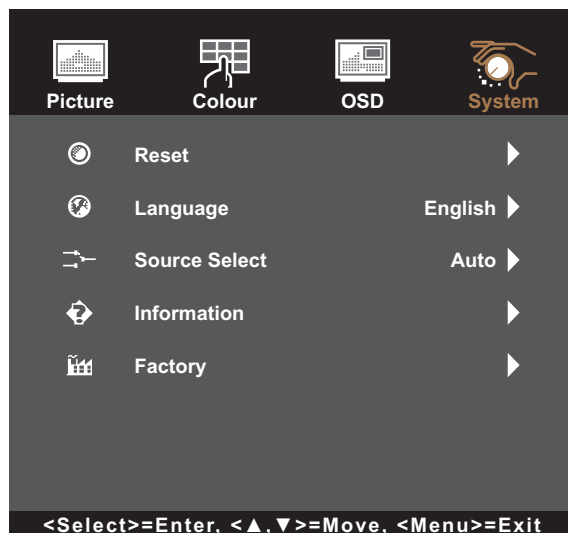 Picture Colour OSD System
Reset
Language English
Source Select Auto
Information
Factory
<Select>=Enter, <▲,▼>=Move, <Menu>=Exit